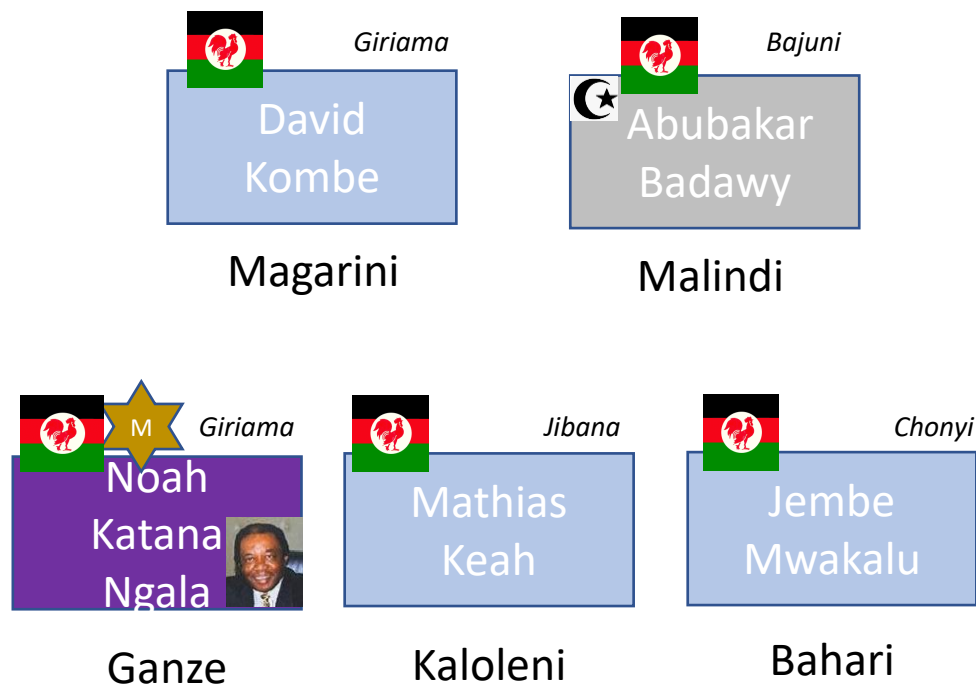 Giriama
Bajuni
David
Kombe
Abubakar
Badawy
Magarini
Malindi
M
Giriama
Jibana
Chonyi
Noah
Katana
Ngala
Mathias
Keah
Jembe
Mwakalu
Ganze
Kaloleni
Bahari